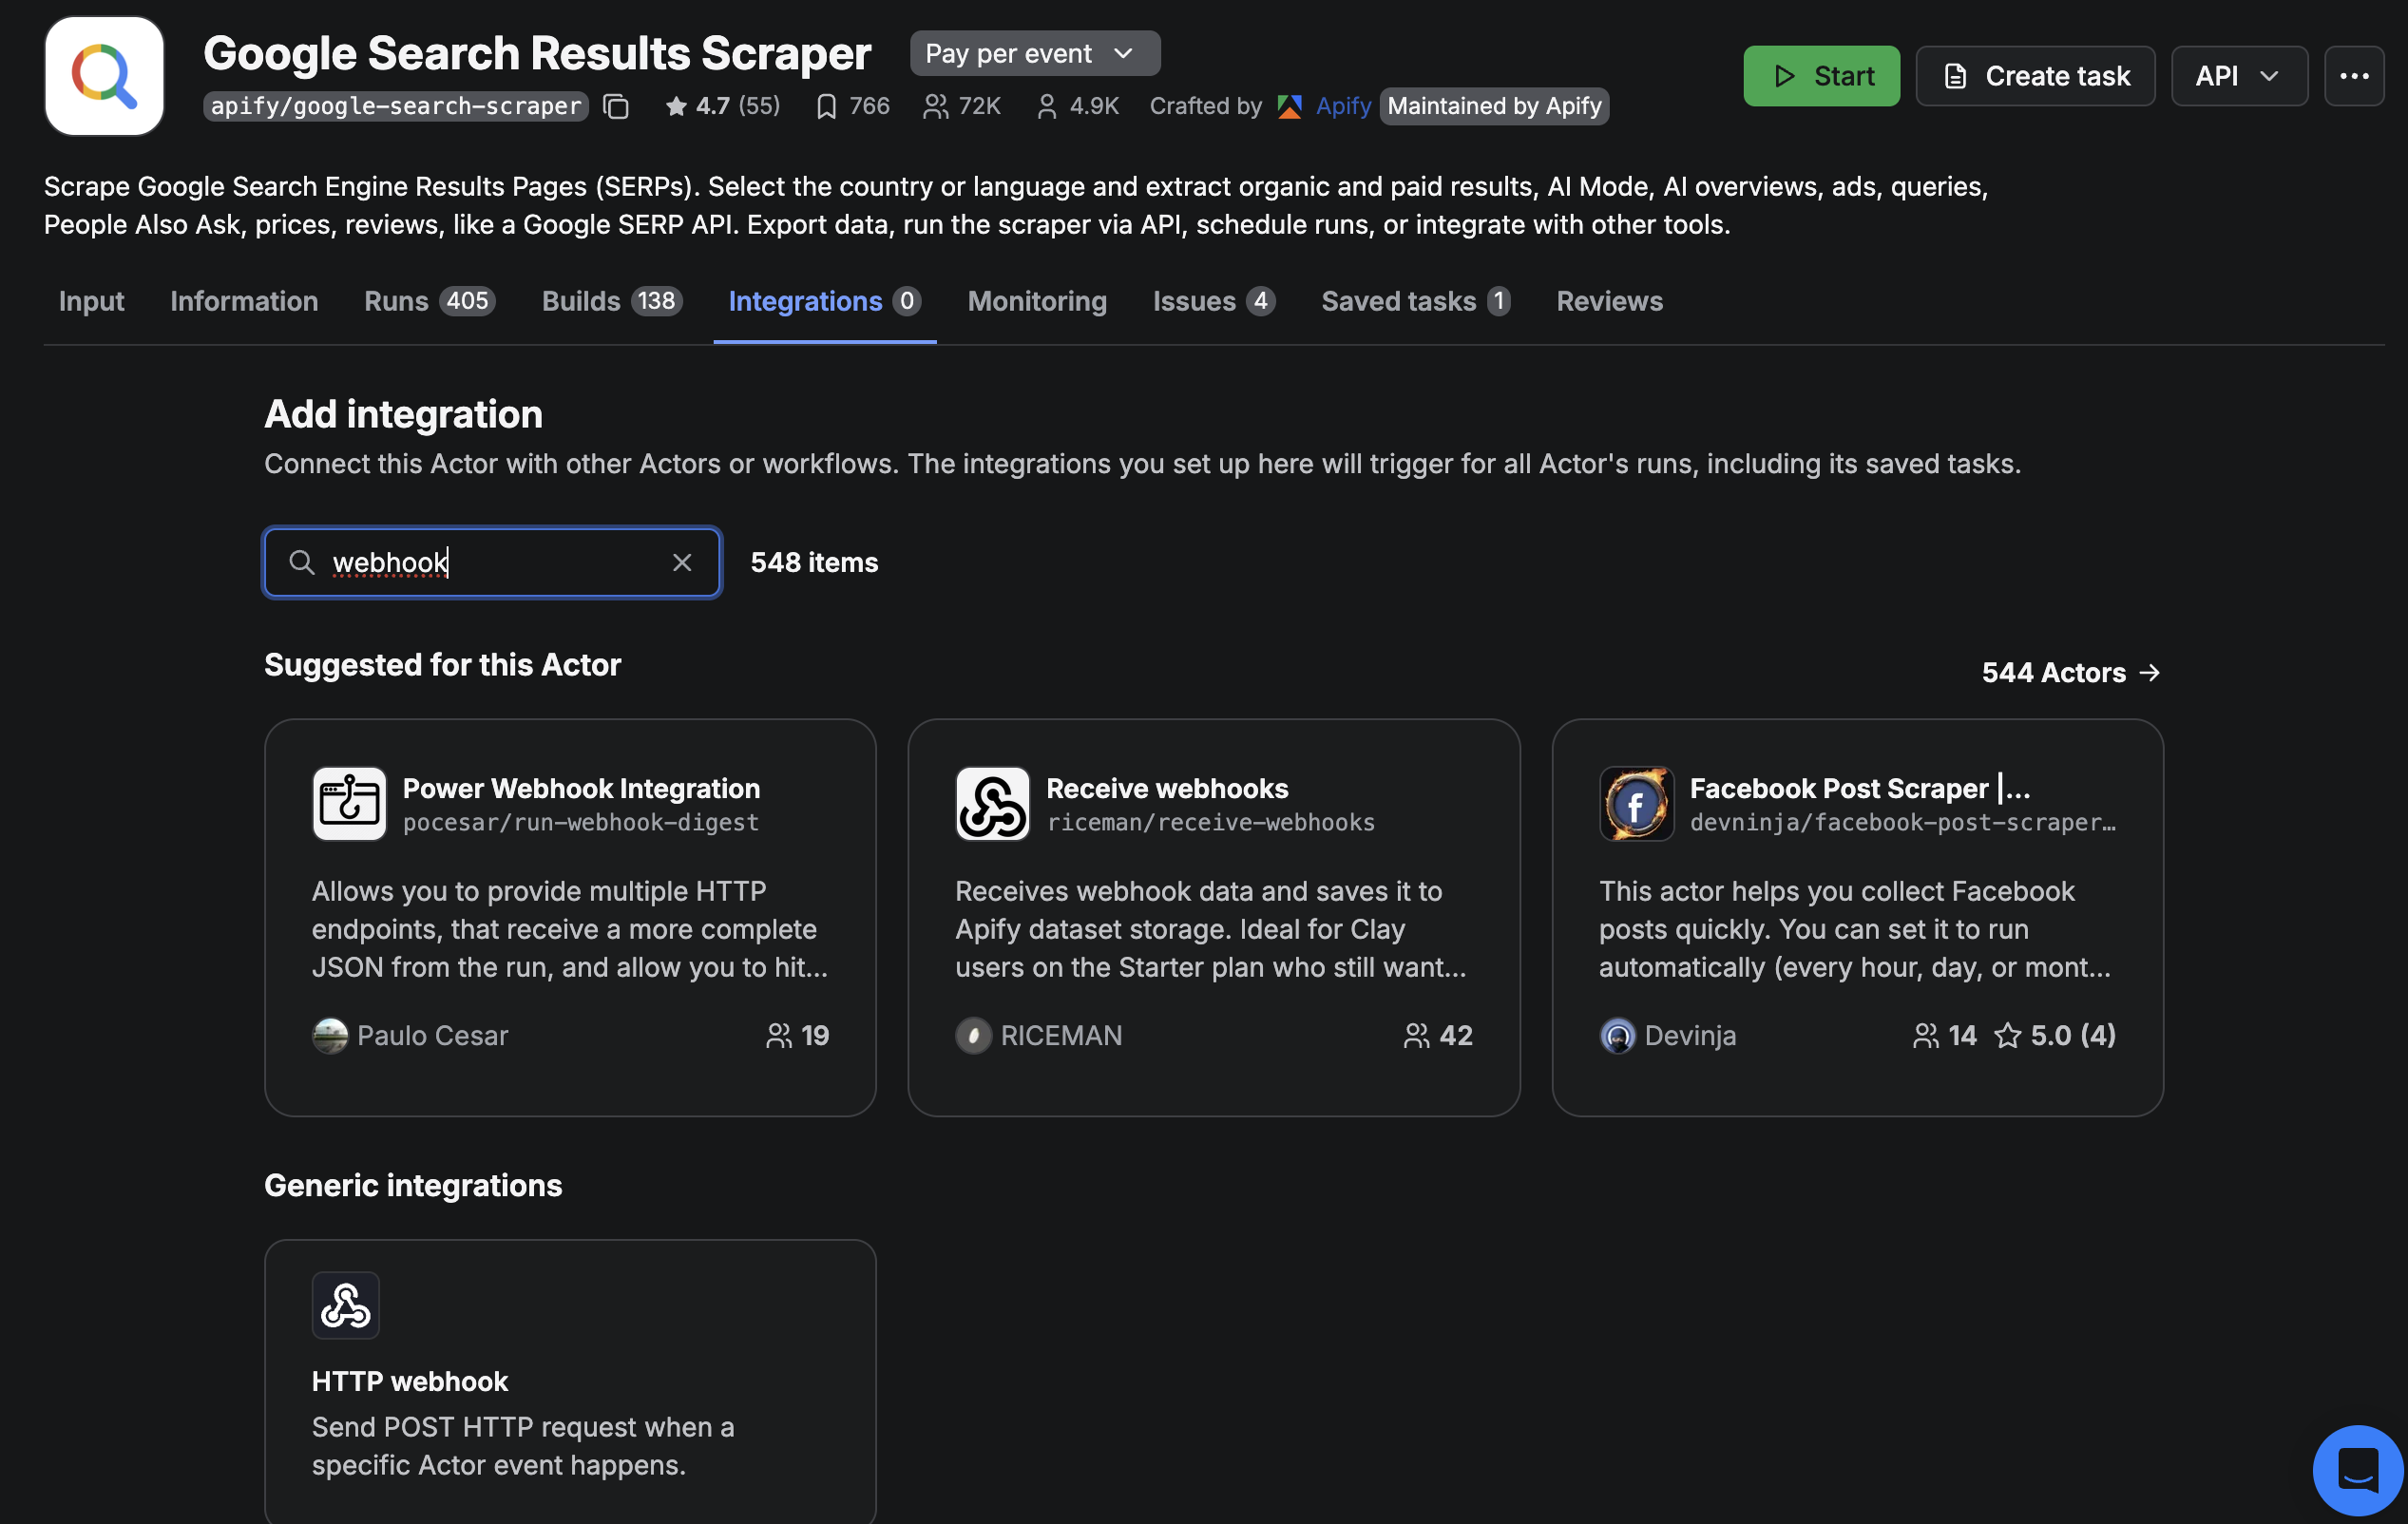 Google Search Results Scraper
Pay per event
Start
Create task
API
apify/google-search-scraper
4.7 (55)
766
72K
4.9K
Crafted by Apify
Maintained by Apify
Scrape Google Search Engine Results Pages (SERPs). Select the country or language and extract organic and paid results, AI Mode, AI overviews, ads, queries,
People Also Ask, prices, reviews, like a Google SERP API. Export data, run the scraper via API, schedule runs, or integrate with other tools.
Input
Information
Runs 405
Builds 138
Integrations 0
Monitoring
Issues 4
Saved tasks 1
Reviews
Add integration
Connect this Actor with other Actors or workflows. The integrations you set up here will trigger for all Actor's runs, including its saved tasks.
webhook
548 items
Suggested for this Actor
544 Actors →
Power Webhook Integration
pocesar/run-webhook-digest
Allows you to provide multiple HTTP
endpoints, that receive a more complete
JSON from the run, and allow you to hit...
Paulo Cesar
19
Receive webhooks
riceman/receive-webhooks
Receives webhook data and saves it to
Apify dataset storage. Ideal for Clay
users on the Starter plan who still want...
RICEMAN
42
Facebook Post Scraper |...
devninja/facebook-post-scraper...
This actor helps you collect Facebook
posts quickly. You can set it to run
automatically (every hour, day, or mont...
Devinja
14
5.0 (4)
Generic integrations
HTTP webhook
Send POST HTTP request when a
specific Actor event happens.